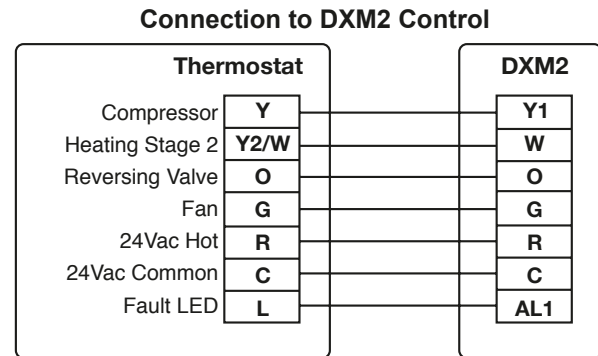 Connection to DXM2 Control
Thermostat DXM2
Compressor Y Y1
Heating Stage 2 Y2/W W
Reversing Valve O O
Fan G G
24Vac Hot R R
24Vac Common C C
Fault LED L AL1